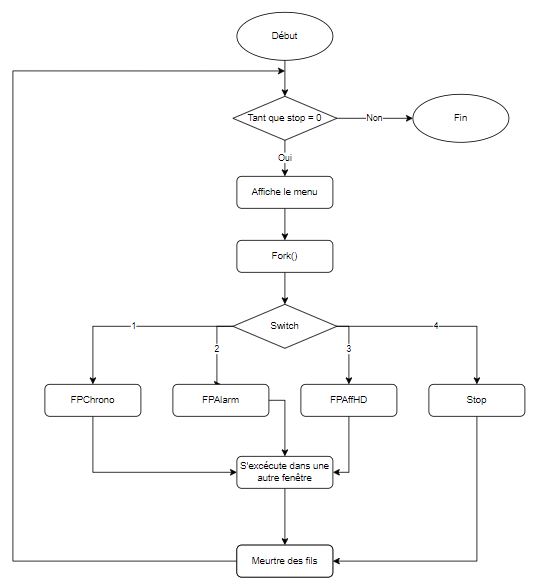 Début
Tant que stop = 0
Non
Fin
Oui
Affiche le menu
Fork()
Switch
1
2
3
4
FPChrono
FPAlarm
FPAffHD
Stop
S'excécute dans une
autre fenêtre
Meurtre des fils